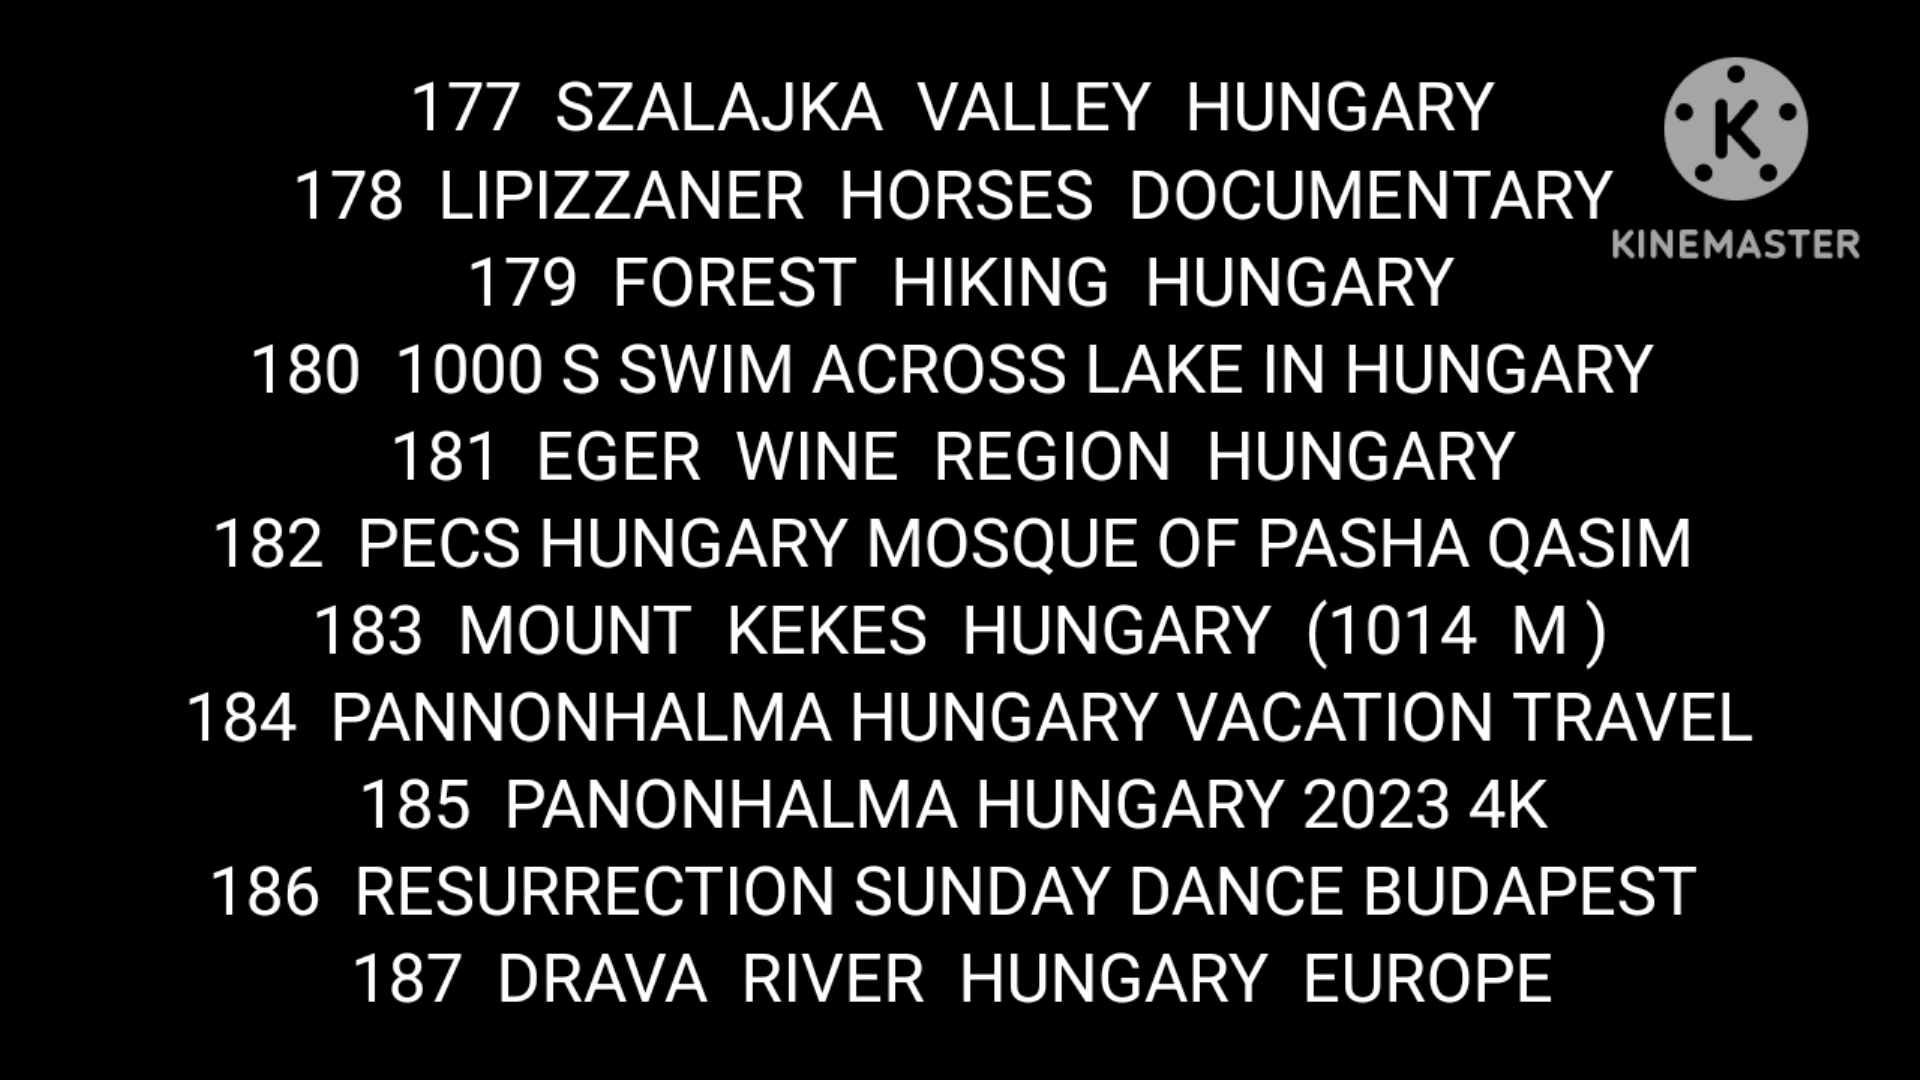 177 SZALAJKA VALLEY HUNGARY
178 LIPIZZANER HORSES DOCUMENTARY
179 FOREST HIKING HUNGARY
180 1000 S SWIM ACROSS LAKE IN HUNGARY
181 EGER WINE REGION HUNGARY
182 PECS HUNGARY MOSQUE OF PASHA QASIM
183 MOUNT KEKES HUNGARY (1014 M )
184 PANNONHALMA HUNGARY VACATION TRAVEL
185 PANONHALMA HUNGARY 2023 4K
186 RESURRECTION SUNDAY DANCE BUDAPEST
187 DRAVA RIVER HUNGARY EUROPE
K
KINEMASTER